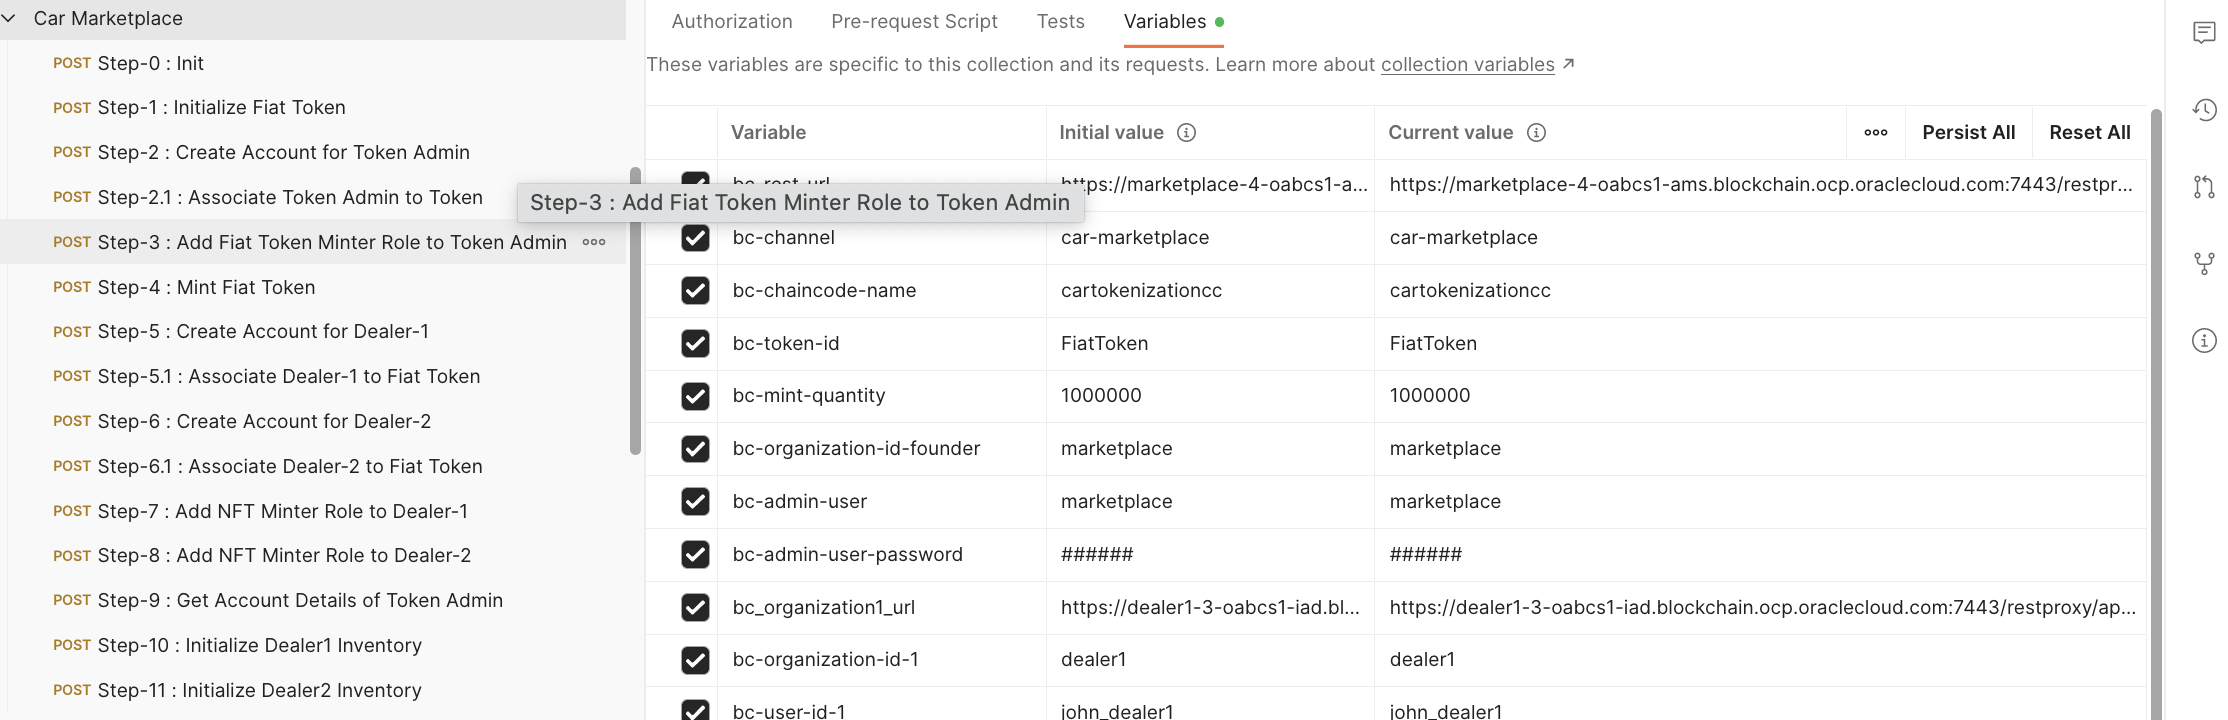 Car Marketplace
POST Step-0 : Init
POST Step-1 : Initialize Fiat Token
POST Step-2 : Create Account for Token Admin
POST Step-2.1 : Associate Token Admin to Token
POST Step-3 : Add Fiat Token Minter Role to Token Admin
POST Step-4 : Mint Fiat Token
POST Step-5 : Create Account for Dealer-1
POST Step-5.1 : Associate Dealer-1 to Fiat Token
POST Step-6 : Create Account for Dealer-2
POST Step-6.1 : Associate Dealer-2 to Fiat Token
POST Step-7 : Add NFT Minter Role to Dealer-1
POST Step-8 : Add NFT Minter Role to Dealer-2
POST Step-9 : Get Account Details of Token Admin
POST Step-10 : Initialize Dealer1 Inventory
POST Step-11 : Initialize Dealer2 Inventory
Authorization Pre-request Script Tests Variables
These variables are specific to this collection and its requests. Learn more about collection variables ↗
Variable Initial value Current value Persist All Reset All
bc_rest_url https://marketplace-4-oabcs1-a... https://marketplace-4-oabcs1-ams.blockchain.ocp.oraclecloud.com:7443/restpr...
Step-3 : Add Fiat Token Minter Role to Token Admin
bc-channel car-marketplace car-marketplace
bc-chaincode-name cartokenizationcc cartokenizationcc
bc-token-id FiatToken FiatToken
bc-mint-quantity 1000000 1000000
bc-organization-id-founder marketplace marketplace
bc-admin-user marketplace marketplace
bc-admin-user-password ###### ######
bc_organization1_url https://dealer1-3-oabcs1-iad.bl... https://dealer1-3-oabcs1-iad.blockchain.ocp.oraclecloud.com:7443/restproxy/ap...
bc-organization-id-1 dealer1 dealer1
bc-user-id-1 john_dealer1 john_dealer1